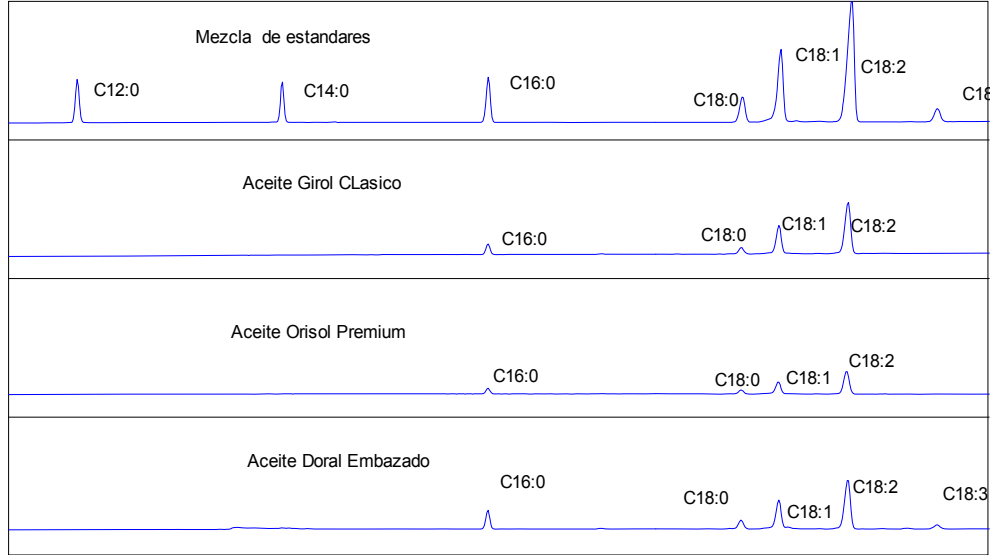 Mezcla de estandares
C12:0
C14:0
C16:0
C18:0
C18:1
C18:2
C18
Aceite Girol CLasico
C16:0
C18:0
C18:1
C18:2
Aceite Orisol Premium
C16:0
C18:0
C18:1
C18:2
Aceite Doral Embazado
C16:0
C18:0
C18:1
C18:2
C18:3